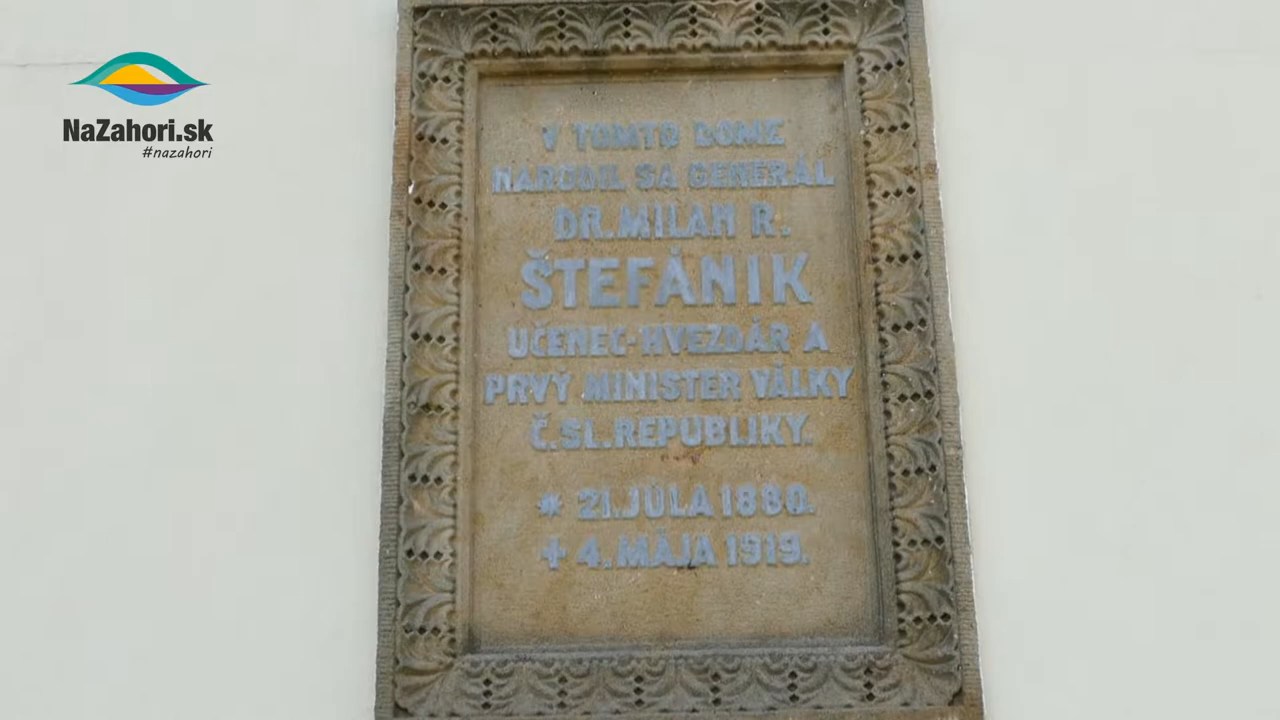 NaZahori.sk
#nazahori
V TOMTO DOME
NARODIL SA GENERÁL
DR. MILAN R.
ŠTEFÁNIK
UČENEC-HVEZDÁR A
PRVÝ MINISTER VÁLKY
Č. SL. REPUBLIKY.
* 21. JÚLA 1880.
✝ 4. MÁJA 1919.